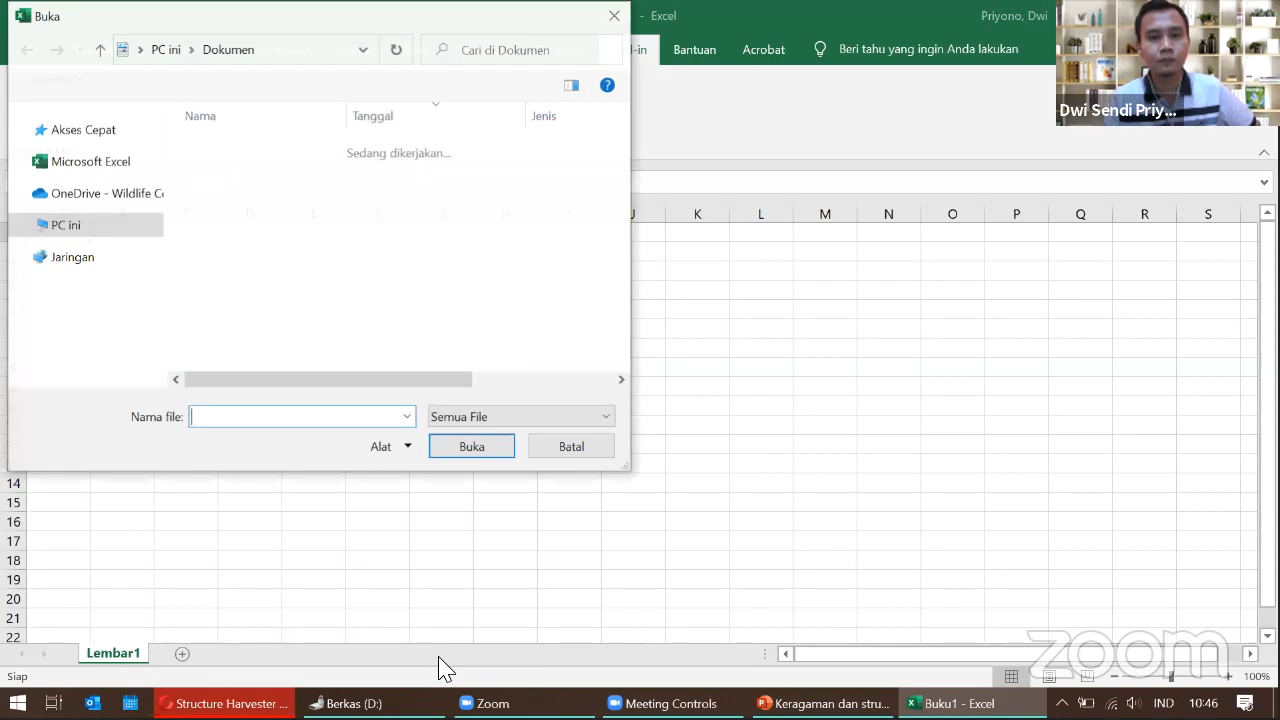 Buka
- Excel
Priyono, Dwi
PC ini
Dokumen
Cari di Dokumen
-in
Bantuan
Acrobat
Beri tahu yang ingin Anda lakukan
Dwi Sendi Priy...
Nama
Tanggal
Jenis
Akses Cepat
Sedang dikerjakan...
Microsoft Excel
OneDrive - Wildlife Co
PC ini
Jaringan
J K L M N O P Q R S
Nama file:
Semua File
Alat
Buka
Batal
14
15
16
17
18
19
20
21
22
Lembar1
zoom
Siap
100%
Structure Harvester ...
Berkas (D:)
Zoom
Meeting Controls
Keragaman dan stru...
Buku1 - Excel
IND
10:46